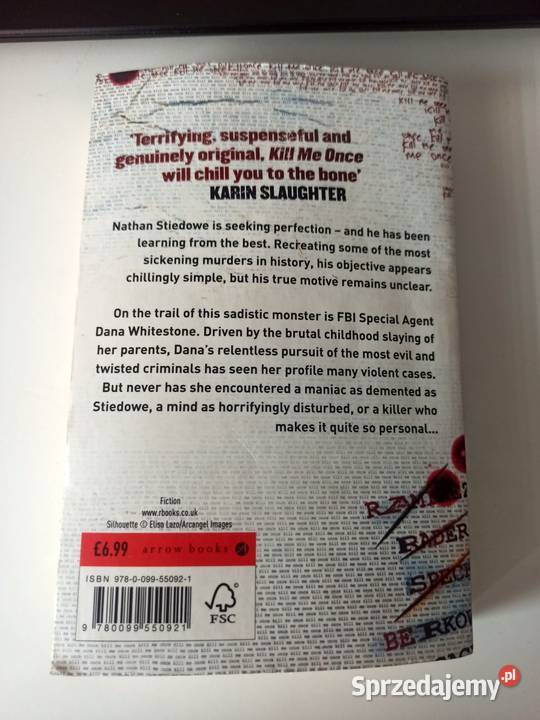 'Terrifying, suspenseful and
genuinely original, Kill Me Once
will chill you to the bone'
KARIN SLAUGHTER
Nathan Stiedowe is seeking perfection – and he has been
learning from the best. Recreating some of the most
sickening murders in history, his objective appears
chillingly simple, but his true motive remains unclear.
On the trail of this sadistic monster is FBI Special Agent
Dana Whitestone. Driven by the brutal childhood slaying of
her parents, Dana's relentless pursuit of the most evil and
twisted criminals has seen her profile many violent cases.
But never has she encountered a maniac as demented as
Stiedowe, a mind as horrifyingly disturbed, or a killer who
makes it quite so personal...
Fiction
www.rbooks.co.uk
Silhouette © Elisa Lazo/Arcangel Images
£6.99 arrow books
ISBN 978-0-099-55092-1
9 780099 550921
FSC
RADER
SPECK
BERKO
Sprzedajemy.pl